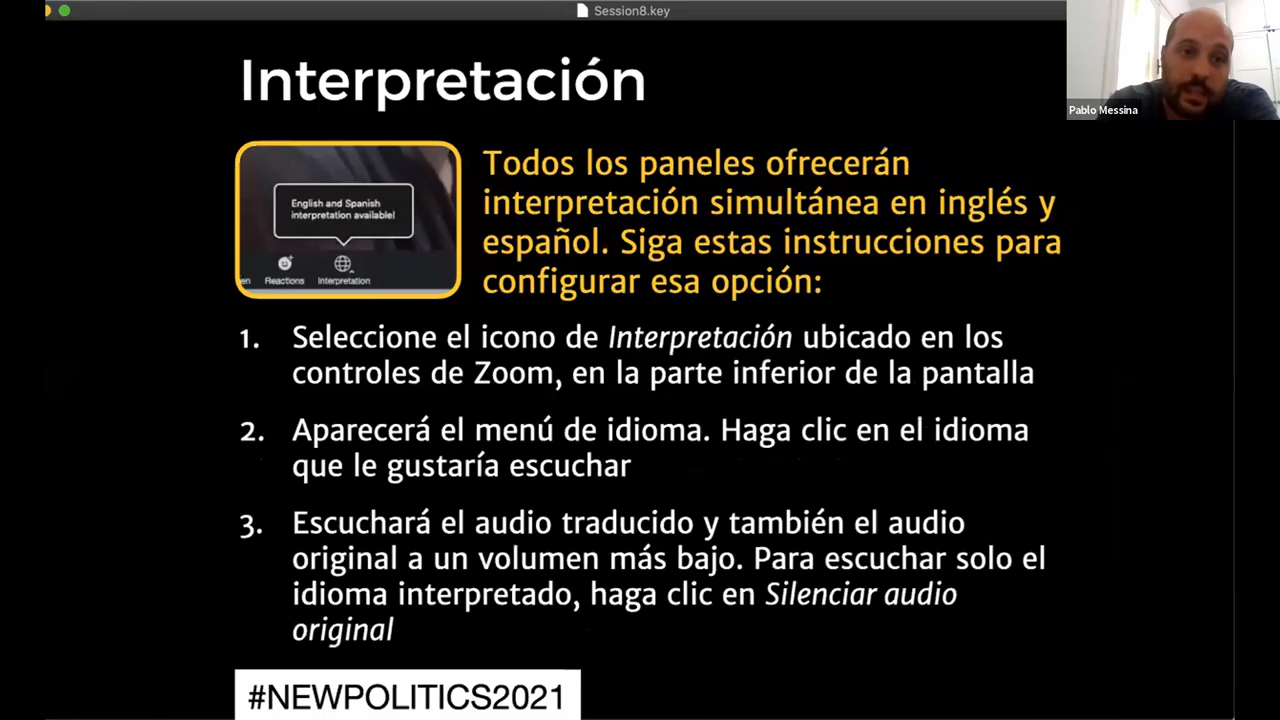 Session8.key
Interpretación
Pablo Messina
English and Spanish
interpretation available!
en Reactions Interpretation
Todos los paneles ofrecerán
interpretación simultánea en inglés y
español. Siga estas instrucciones para
configurar esa opción:
1. Seleccione el icono de Interpretación ubicado en los
controles de Zoom, en la parte inferior de la pantalla
2. Aparecerá el menú de idioma. Haga clic en el idioma
que le gustaría escuchar
3. Escuchará el audio traducido y también el audio
original a un volumen más bajo. Para escuchar solo el
idioma interpretado, haga clic en Silenciar audio
original
#NEWPOLITICS2021